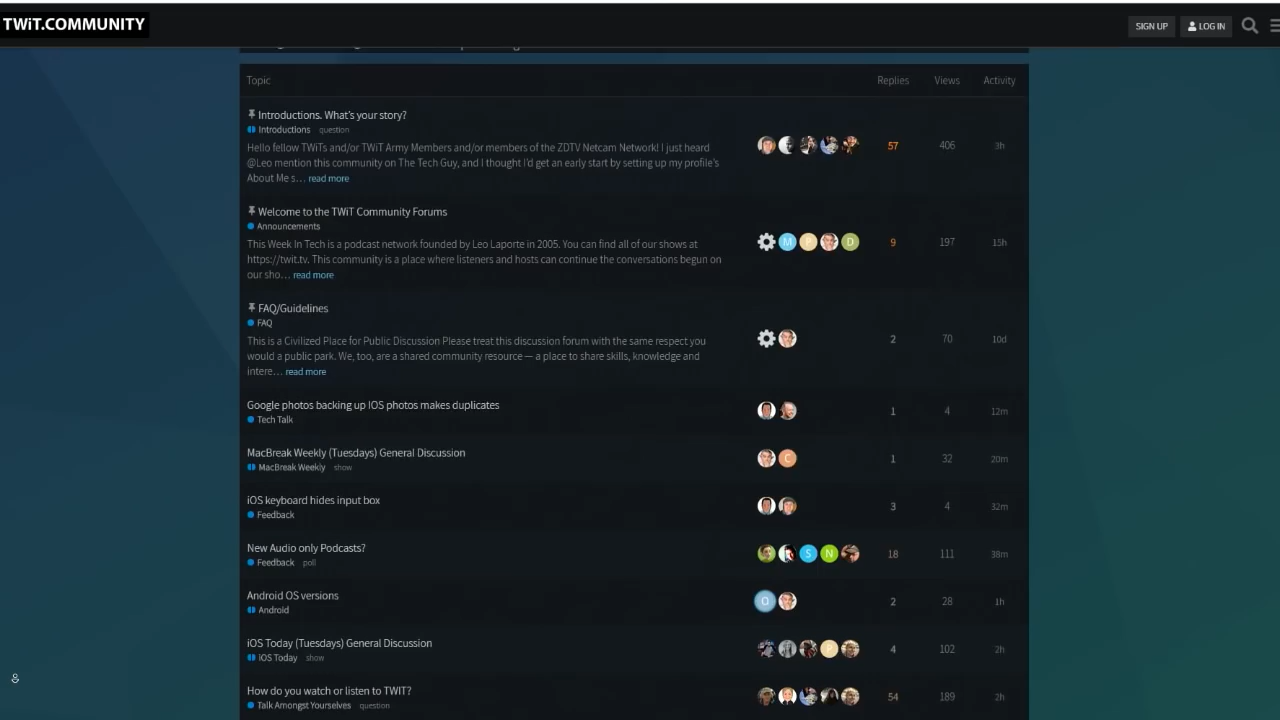 TWiT.COMMUNITY
SIGN UP
LOG IN
Topic
Replies
Views
Activity
Introductions. What's your story?
Introductions question
Hello fellow TWiTs and/or TWiT Army Members and/or members of the ZDTV Netcam Network! I just heard
@Leo mention this community on The Tech Guy, and I thought I'd get an early start by setting up my profile's
About Me s… read more
57
406
3h
Welcome to the TWiT Community Forums
Announcements
This Week In Tech is a podcast network founded by Leo Laporte in 2005. You can find all of our shows at
https://twit.tv. This community is a place where listeners and hosts can continue the conversations begun on
our sho… read more
M
P
D
9
197
15h
FAQ/Guidelines
FAQ
This is a Civilized Place for Public Discussion Please treat this discussion forum with the same respect you
would a public park. We, too, are a shared community resource — a place to share skills, knowledge and
intere… read more
2
70
10d
Google photos backing up IOS photos makes duplicates
Tech Talk
1
4
12m
MacBreak Weekly (Tuesdays) General Discussion
MacBreak Weekly show
C
1
32
20m
iOS keyboard hides input box
Feedback
3
4
32m
New Audio only Podcasts?
Feedback poll
S
N
18
111
38m
Android OS versions
Android
2
28
1h
iOS Today (Tuesdays) General Discussion
iOS Today show
P
4
102
2h
How do you watch or listen to TWIT?
Talk Amongst Yourselves question
54
189
2h